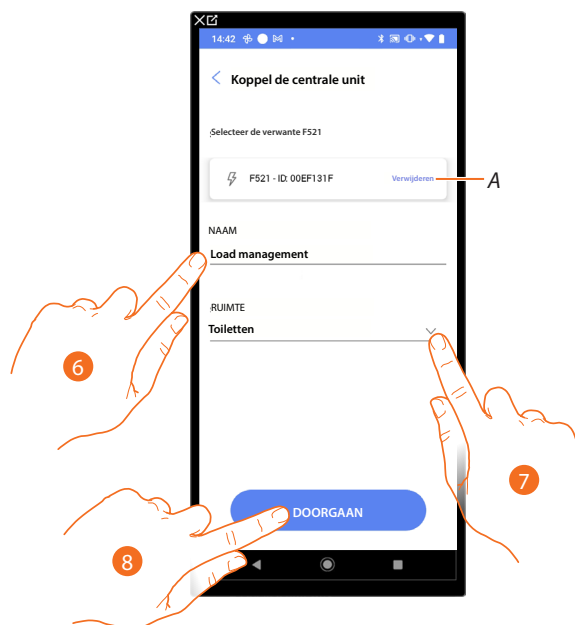 14:42
Koppel de centrale unit
Selecteer de verwante F521
F521 - ID: 00EF131F Verwijderen
A
NAAM
Load management
RUIMTE
Toiletten
6
7
DOORGAAN
8